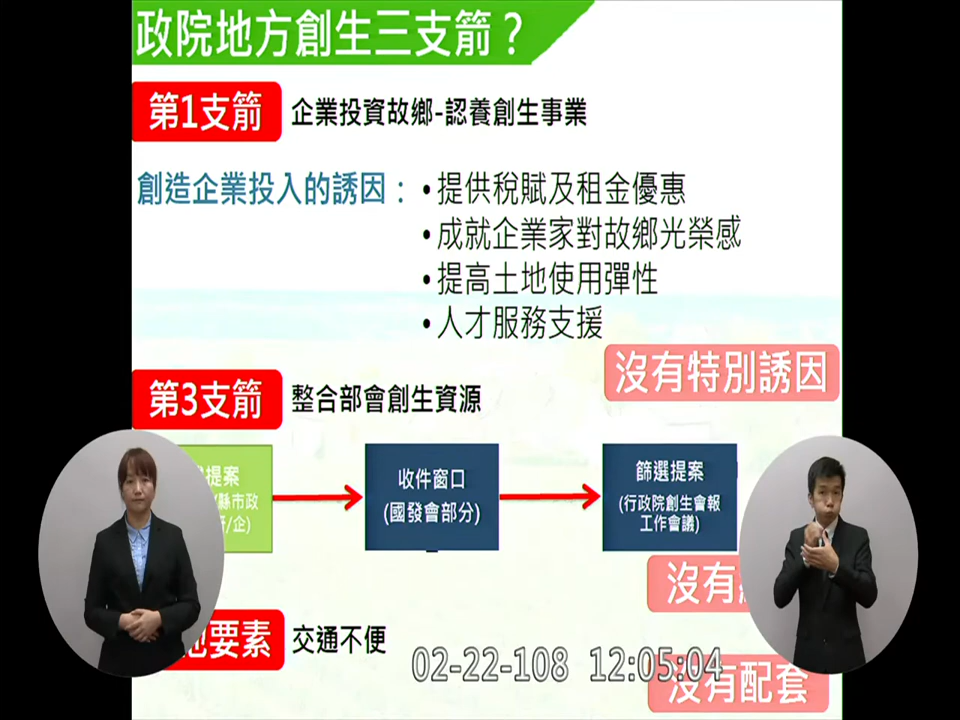 政院地方創生三支箭？
第1支箭 企業投資故鄉-認養創生事業
創造企業投入的誘因：
•提供稅賦及租金優惠
•成就企業家對故鄉光榮感
•提高土地使用彈性
•人才服務支援
沒有特別誘因
第3支箭 整合部會創生資源
提案
縣市政
/企)
收件窗口
(國發會部分)
篩選提案
(行政院創生會報
工作會議)
沒有
要素 交通不便
02-22-108 12:05:04
沒有配套